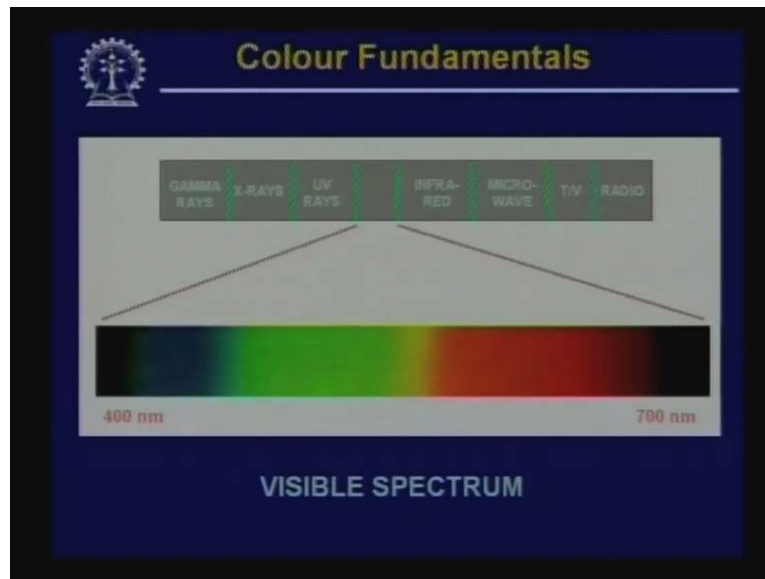 Colour Fundamentals
GAMMA RAYS
X-RAYS
UV RAYS
INFRA-
RED
MICRO-
WAVE
T/V
RADIO
400 nm
700 nm
VISIBLE SPECTRUM